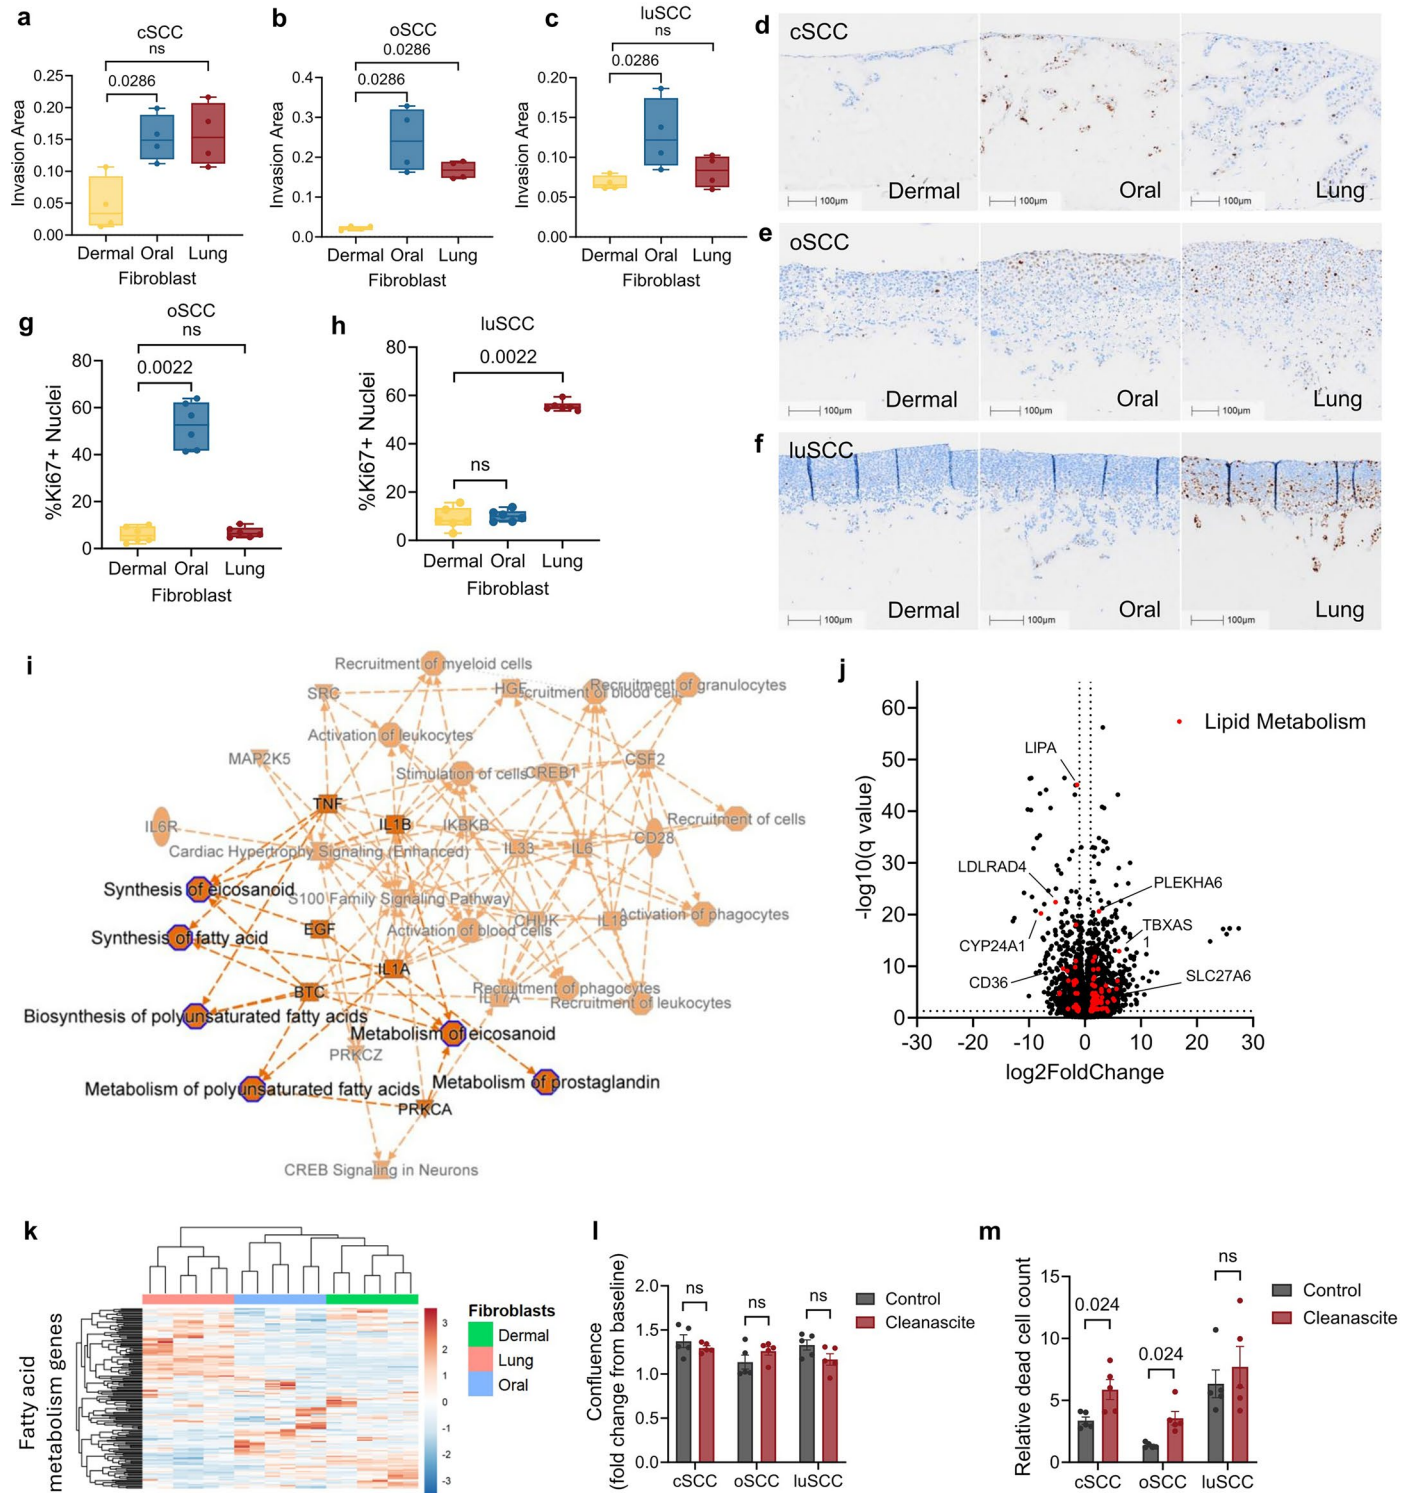 a
cSCC
ns
0.0286
0.25
0.20
0.15
0.10
0.05
0.00
Invasion Area
Dermal Oral Lung
Fibroblast
b
oSCC
0.0286
0.0286
0.4
0.3
0.2
0.1
0.0
Invasion Area
Dermal Oral Lung
Fibroblast
c
luSCC
ns
0.0286
0.20
0.15
0.10
0.05
0.00
Invasion Area
Dermal Oral Lung
Fibroblast
d
cSCC
Dermal
Oral
Lung
100μm
100μm
100μm
e
oSCC
Dermal
Oral
Lung
100μm
100μm
100μm
f
luSCC
Dermal
Oral
Lung
100μm
100μm
100μm
g
oSCC
ns
0.0022
80
60
40
20
0
%Ki67+ Nuclei
Dermal Oral Lung
Fibroblast
h
luSCC
0.0022
ns
80
60
40
20
0
%Ki67+ Nuclei
Dermal Oral Lung
Fibroblast
i
Recruitment of myeloid cells
SRC
HGF
Recruitment of granulocytes
Activation of leukocytes
MAP2K5
Stimulation of cells
CREB1
CSF2
TNF
IL6R
IL1B
IKBKB
Recruitment of cells
CD28
Cardiac Hypertrophy Signaling (Enhanced)
IL33
IL6
Synthesis of eicosanoid
S100 Family Signaling Pathway
CHUK
IL18
Activation of phagocytes
Synthesis of fatty acid
EGF
Activation of blood cells
IL1A
BTC
Recruitment of phagocytes
IL17A
Recruitment of leukocytes
Biosynthesis of polyunsaturated fatty acids
Metabolism of eicosanoid
PRKCZ
Metabolism of polyunsaturated fatty acids
Metabolism of prostaglandin
PRKCA
CREB Signaling in Neurons
j
Lipid Metabolism
LIPA
LDLRAD4
PLEKHA6
CYP24A1
TBXAS
1
CD36
SLC27A6
60
50
40
30
20
10
0
-log10(q value)
-30 -20 -10 0 10 20 30
log2FoldChange
k
Fatty acid
metabolism genes
3
2
1
0
-1
-2
-3
Fibroblasts
Dermal
Lung
Oral
l
ns
ns
ns
2.0
1.5
1.0
0.5
0.0
Confluence
(fold change from baseline)
cSCC oSCC luSCC
Control
Cleanascite
m
ns
0.024
0.024
15
10
5
0
Relative dead cell count
cSCC oSCC luSCC
Control
Cleanascite